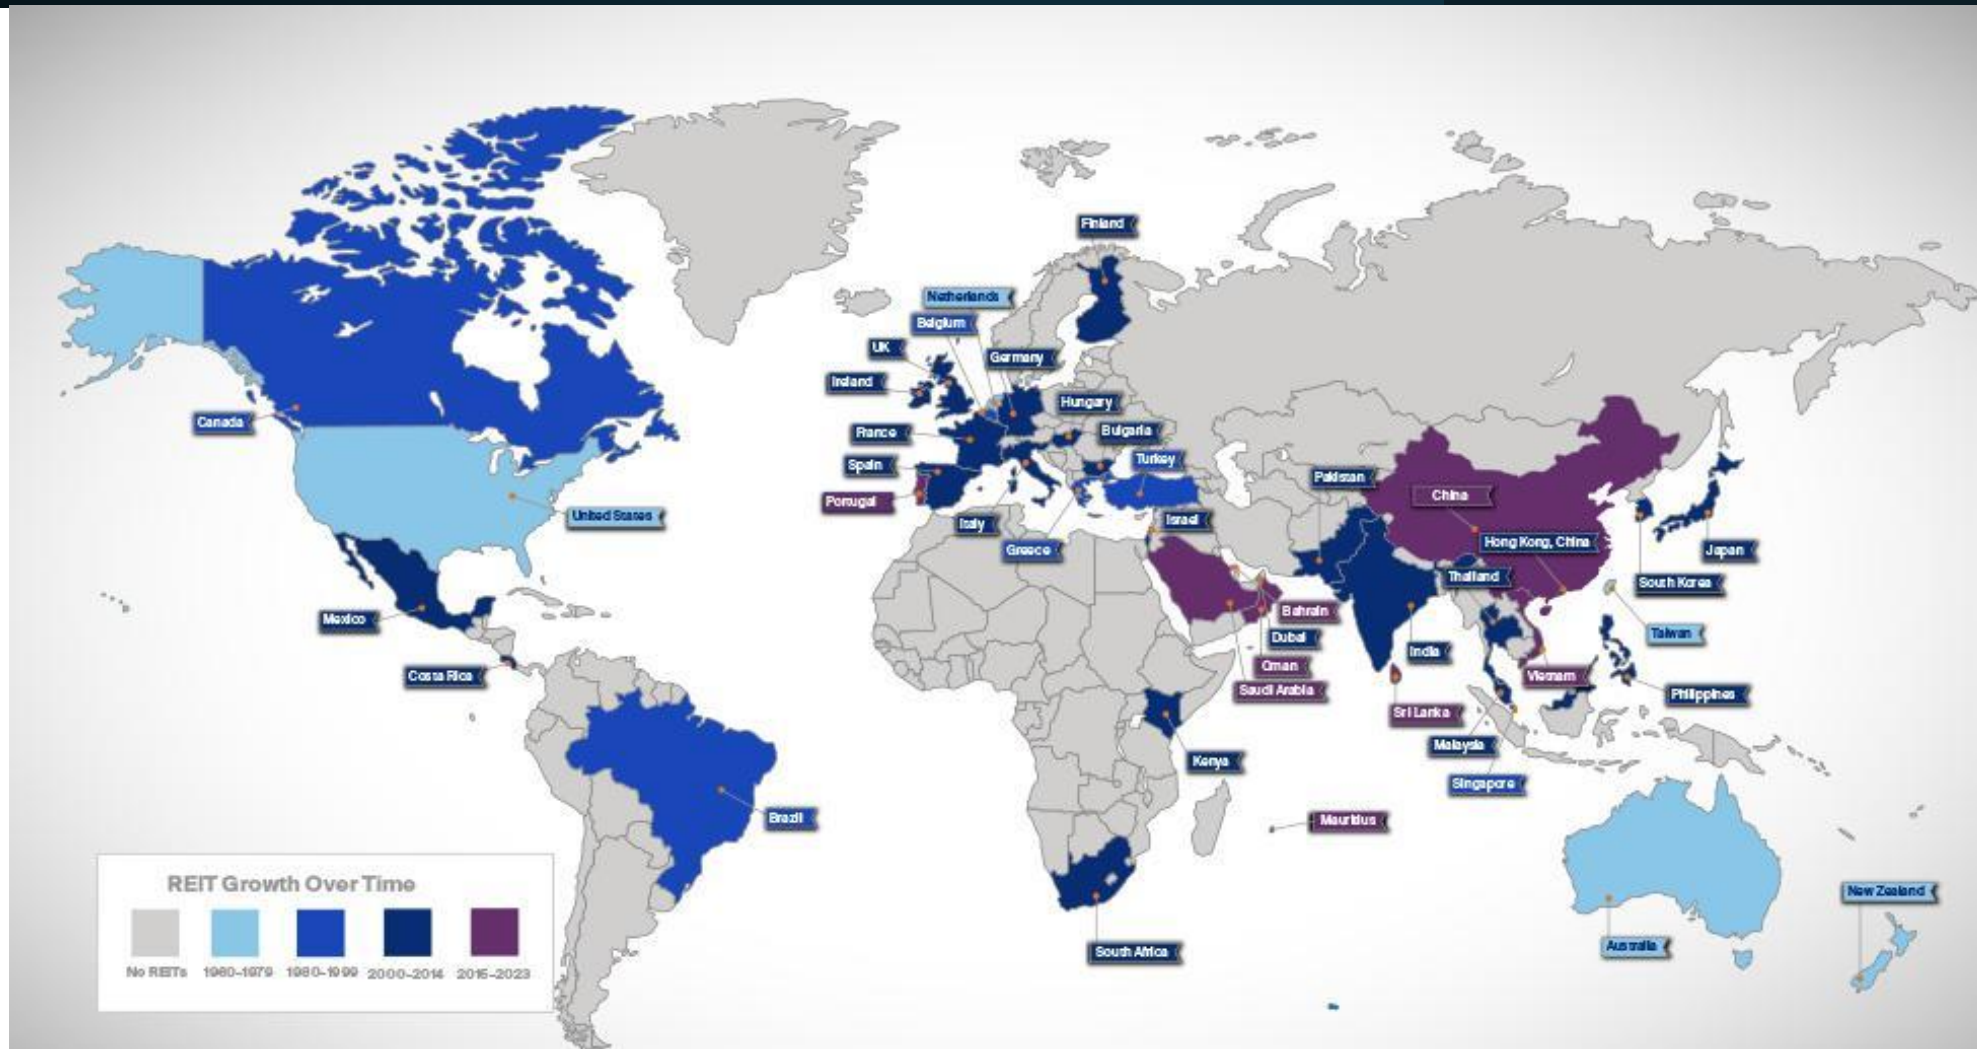 Finland
Netherlands
Belgium
UK
Germany
Ireland
Hungary
Canada
France
Bulgaria
Spain
Turkey
Pakistan
China
Portugal
United States
Italy
Israel
Hong Kong, China
Greece
Japan
Thailand
South Korea
Mexico
Bahrain
Dubai
Taiwan
India
Oman
Costa Rica
Vietnam
Saudi Arabia
Philippines
Sri Lanka
Malaysia
Kenya
Singapore
Brazil
Mauritius
REIT Growth Over Time
New Zealand
Australia
South Africa
No REITs 1960-1979 1980-1999 2000-2014 2015-2023